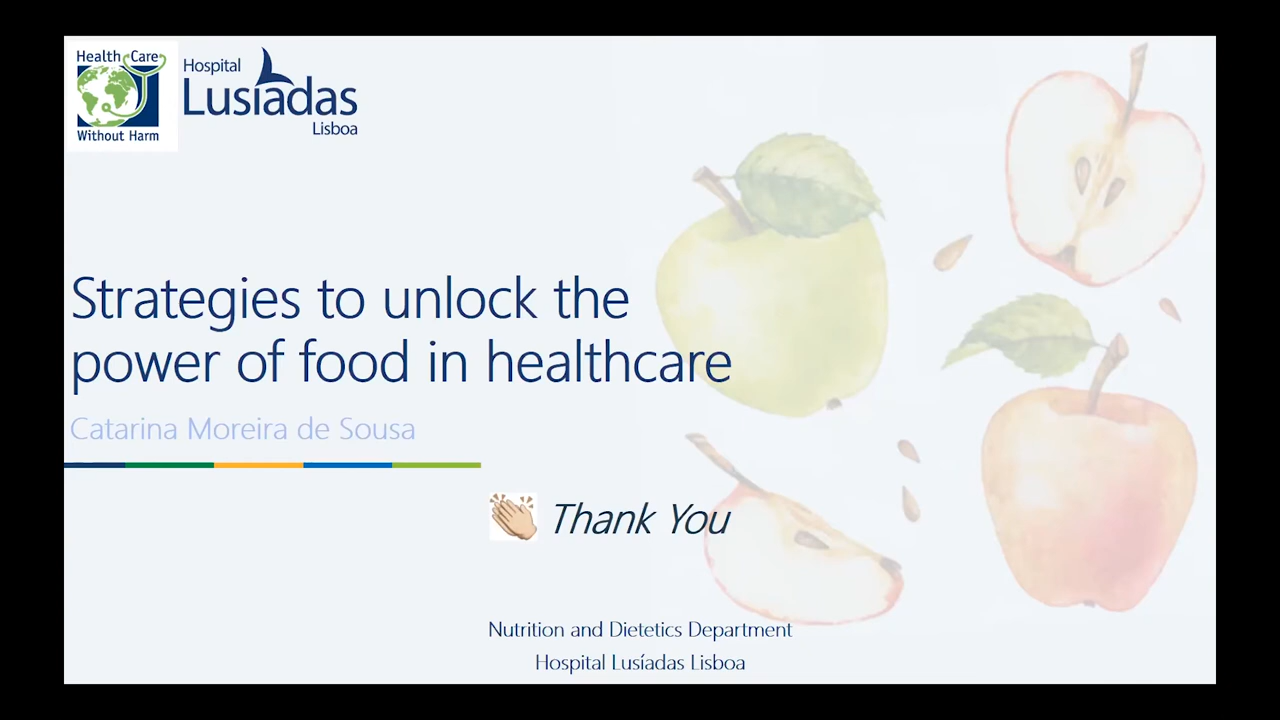 Health Care
Without Harm
Hospital
Lusíadas
Lisboa
Strategies to unlock the
power of food in healthcare
Catarina Moreira de Sousa
Thank You
Nutrition and Dietetics Department
Hospital Lusíadas Lisboa